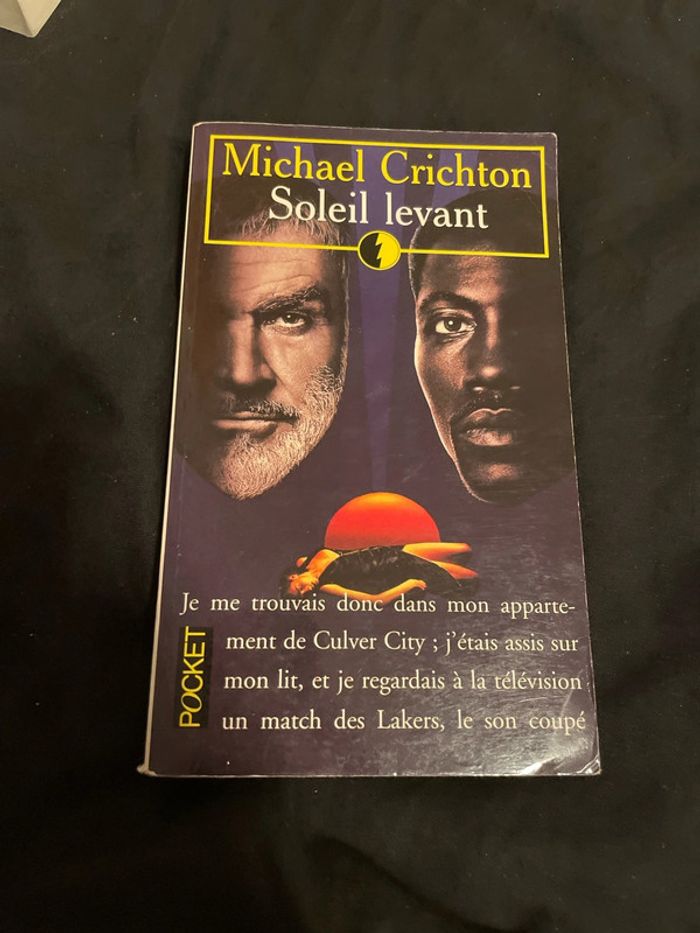 Michael Crichton
Soleil levant
Je me trouvais donc dans mon apparte-
ment de Culver City ; j'étais assis sur
mon lit, et je regardais à la télévision
un match des Lakers, le son coupé
POCKET